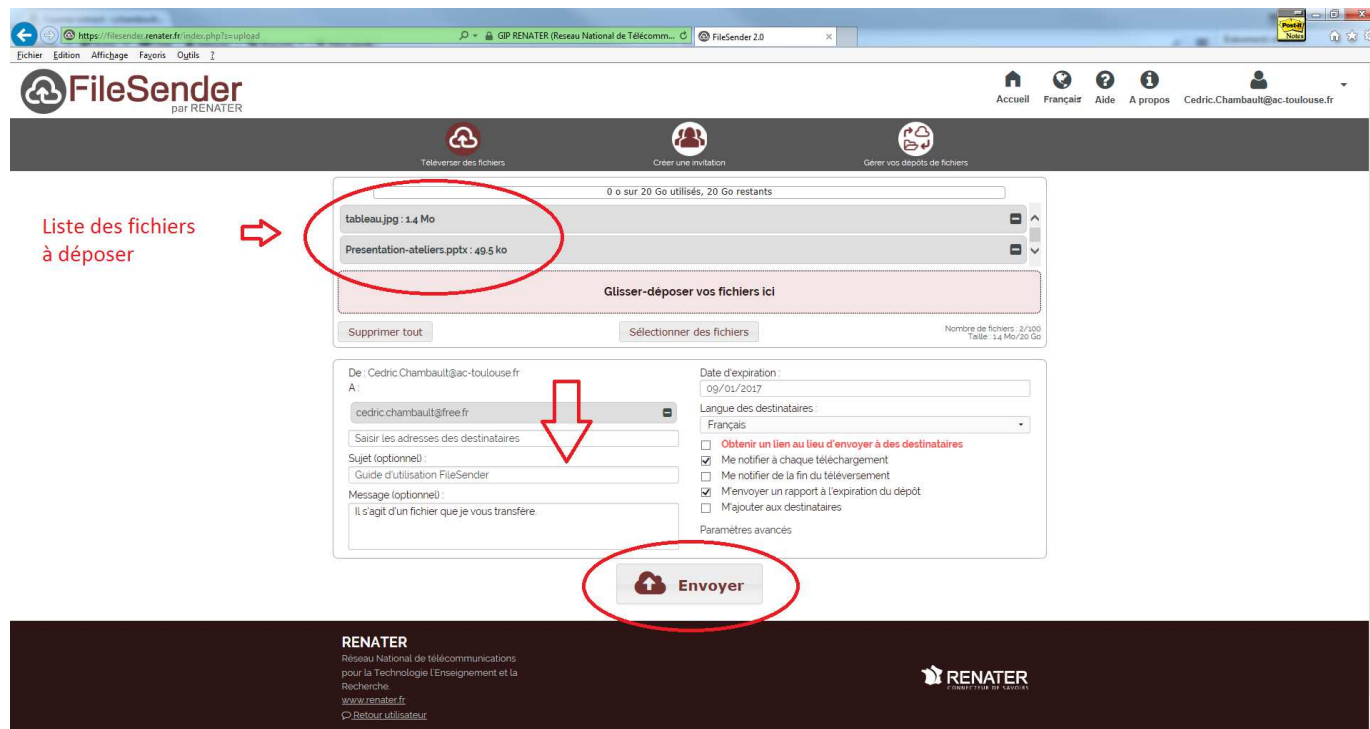 https://filesender.renater.fr/index.php?s=upload
GIP RENATER (Reseau National de Télécomm...
FileSender 2.0
Post-it
Notes
Fichier Edition Affichage Favoris Outils ?
FileSender
par RENATER
Accueil Français Aide A propos Cedric.Chambault@ac-toulouse.fr
Téléverser des fichiers Créer une invitation Gérer vos dépôts de fichiers
0 o sur 20 Go utilisés, 20 Go restants
Liste des fichiers
à déposer
tableau.jpg : 1.4 Mo
Presentation-ateliers.pptx : 49.5 ko
Glisser-déposer vos fichiers ici
Supprimer tout
Sélectionner des fichiers
Nombre de fichiers : 2/100
Taille : 1.4 Mo/20 Go
De : Cedric.Chambault@ac-toulouse.fr
A :
cedric.chambault@free.fr
Saisir les adresses des destinataires
Sujet (optionnel) :
Guide d'utilisation FileSender
Message (optionnel) :
Il s'agit d'un fichier que je vous transfère.
Date d'expiration :
09/01/2017
Langue des destinataires :
Français
Obtenir un lien au lieu d'envoyer à des destinataires
Me notifier à chaque téléchargement
Me notifier de la fin du téléversement
M'envoyer un rapport à l'expiration du dépôt
M'ajouter aux destinataires
Paramètres avancés
Envoyer
RENATER
Réseau National de télécommunications
pour la Technologie l'Enseignement et la
Recherche.
www.renater.fr
Retour utilisateur
RENATER
CONNECTEUR DE SAVOIRS